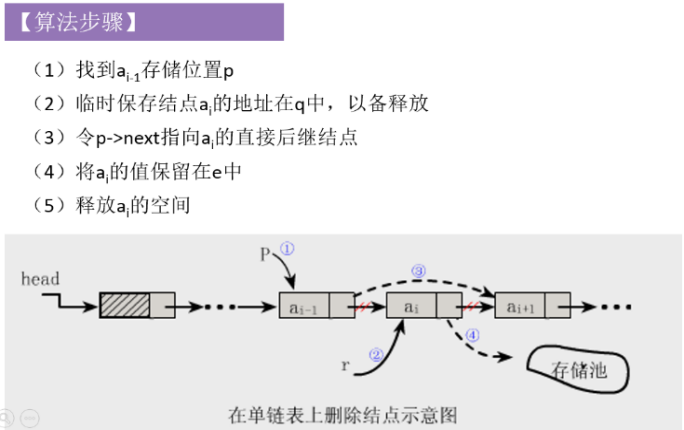 【算法步骤】
（1）找到aᵢ₋₁存储位置p
（2）临时保存结点aᵢ的地址在q中，以备释放
（3）令p->next指向aᵢ的直接后继结点
（4）将aᵢ的值保留在e中
（5）释放aᵢ的空间
p ①
head
③
aᵢ₋₁ aᵢ aᵢ₊₁
②
④
r
存储池
在单链表上删除结点示意图